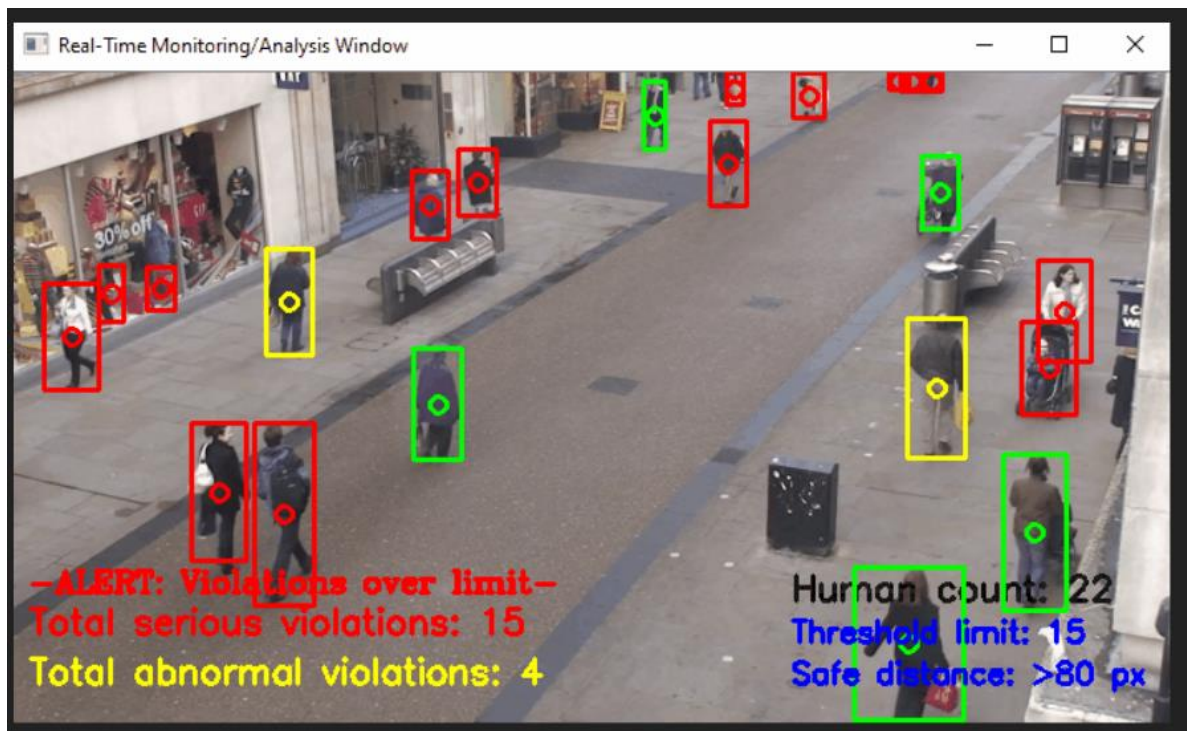 Real-Time Monitoring/Analysis Window
30% off
-ALERT: Violations over limit-
Total serious violations: 15
Total abnormal violations: 4
Human count: 22
Threshold limit: 15
Safe distance: >80 px